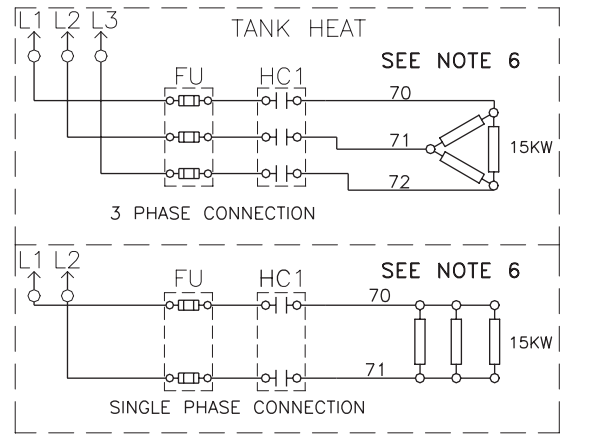 L1 L2 L3
TANK HEAT
SEE NOTE 6
FU HC1
70
71
15KW
72
3 PHASE CONNECTION
L1 L2
SEE NOTE 6
FU HC1
70
15KW
71
SINGLE PHASE CONNECTION